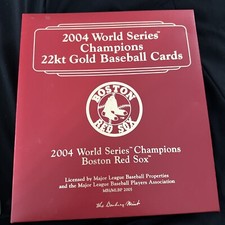 2004 World Series™
Champions
22kt Gold Baseball Cards
BOSTON
RED SOX
2004 World Series™ Champions
Boston Red Sox™
Licensed by Major League Baseball Properties
and the Major League Baseball Players Association
The Danbury Mint